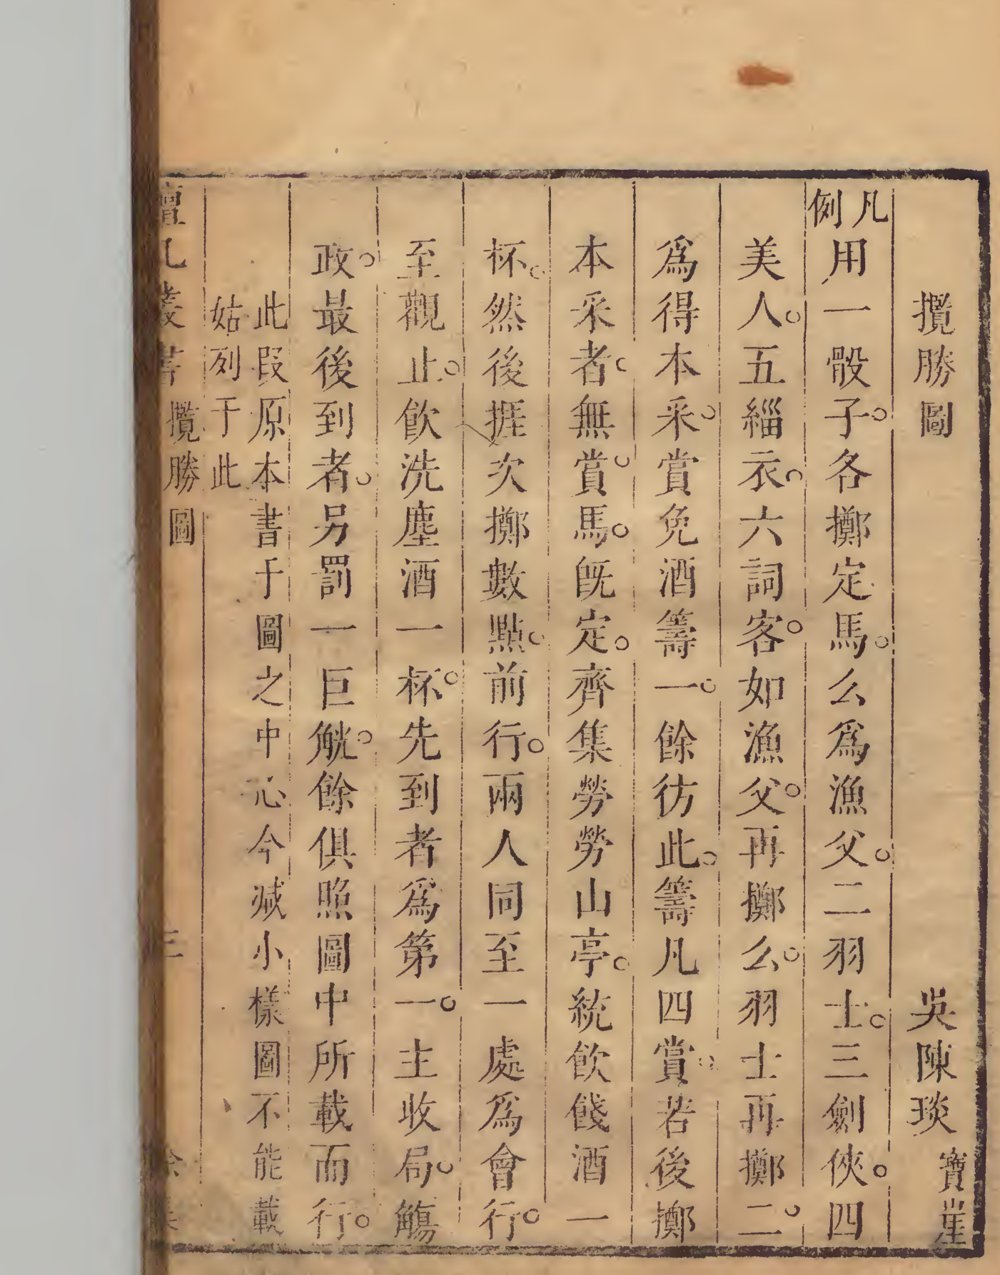 攬勝圖
吳陳琰寶崖
凡例用一骰子。各擲定馬。么爲漁父。二羽士。三劍俠。四
美人。五緇衣。六詞客。如漁父。再擲么。羽士再擲二。
爲得本采。賞免酒籌一。餘彷此。籌凡四賞。若後擲
本采者。無賞。馬。旣定。齊集勞勞山亭。統飲餞酒一
杯。然後捱次擲數點。前行。兩人同至一處爲會行。
至觀止。飲洗塵酒一杯。先到者爲第一。主收局。觴
政。最後到者。另罰一巨觥。餘俱照圖中所載而行。
此段原本書于圖之中心今減小樣圖不能載
姑列于此
檀几叢書
攬勝圖